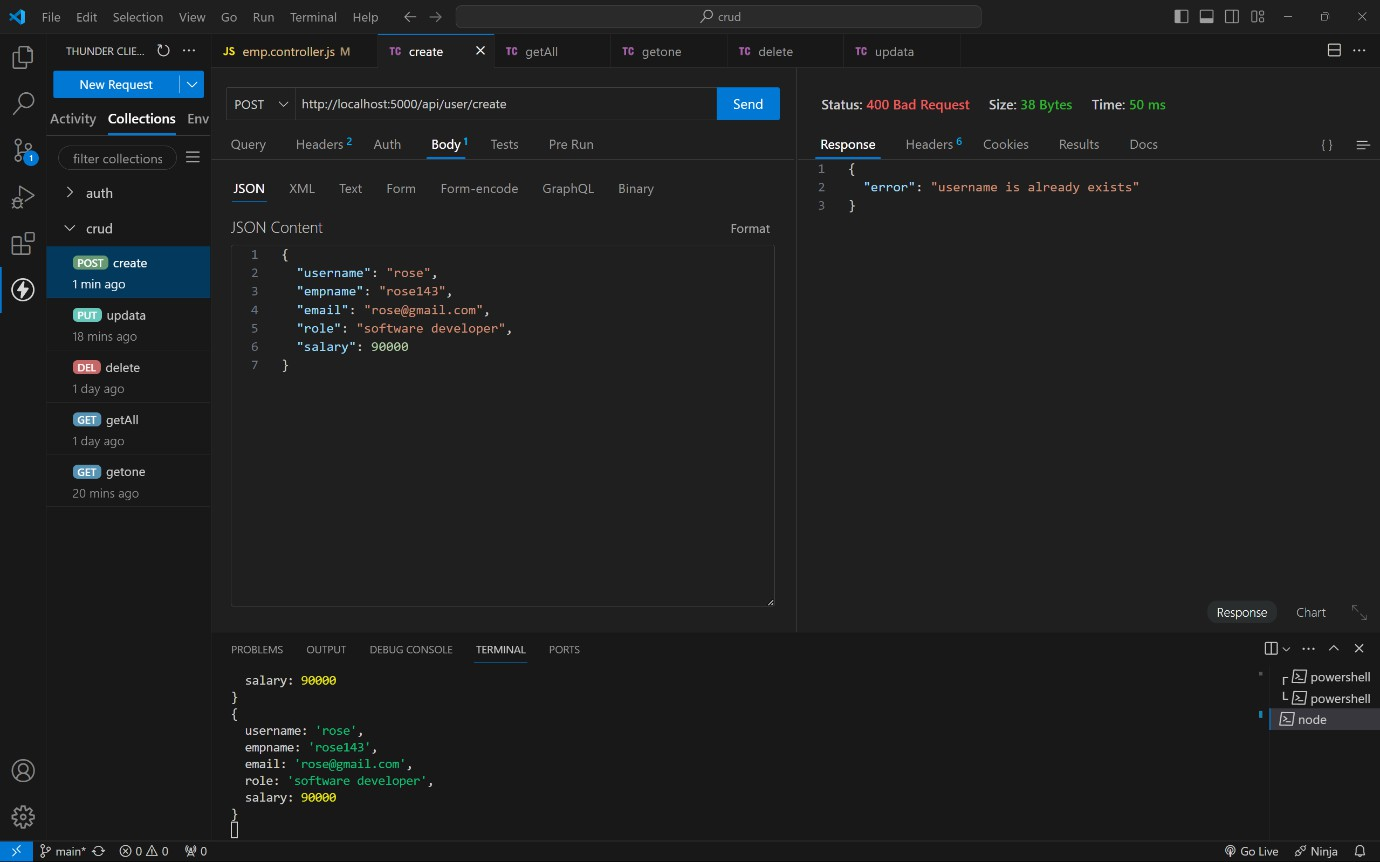 File Edit Selection View Go Run Terminal Help crud
THUNDER CLIE... JS emp.controller.js M TC create TC getAll TC getone TC delete TC updata
New Request
Activity Collections Env
filter collections
auth
crud
POST create
1 min ago
PUT updata
18 mins ago
DEL delete
1 day ago
GET getAll
1 day ago
GET getone
20 mins ago
1
POST http://localhost:5000/api/user/create Send
Query Headers 2 Auth Body 1 Tests Pre Run
JSON XML Text Form Form-encode GraphQL Binary
JSON Content Format
1 {
2 "username": "rose",
3 "empname": "rose143",
4 "email": "rose@gmail.com",
5 "role": "software developer",
6 "salary": 90000
7 }
Status: 400 Bad Request Size: 38 Bytes Time: 50 ms
Response Headers 6 Cookies Results Docs { }
1 {
2 "error": "username is already exists"
3 }
Response Chart
PROBLEMS OUTPUT DEBUG CONSOLE TERMINAL PORTS
salary: 90000
}
{
username: 'rose',
empname: 'rose143',
email: 'rose@gmail.com',
role: 'software developer',
salary: 90000
}
powershell
powershell
node
main* 0 0 0 Go Live Ninja